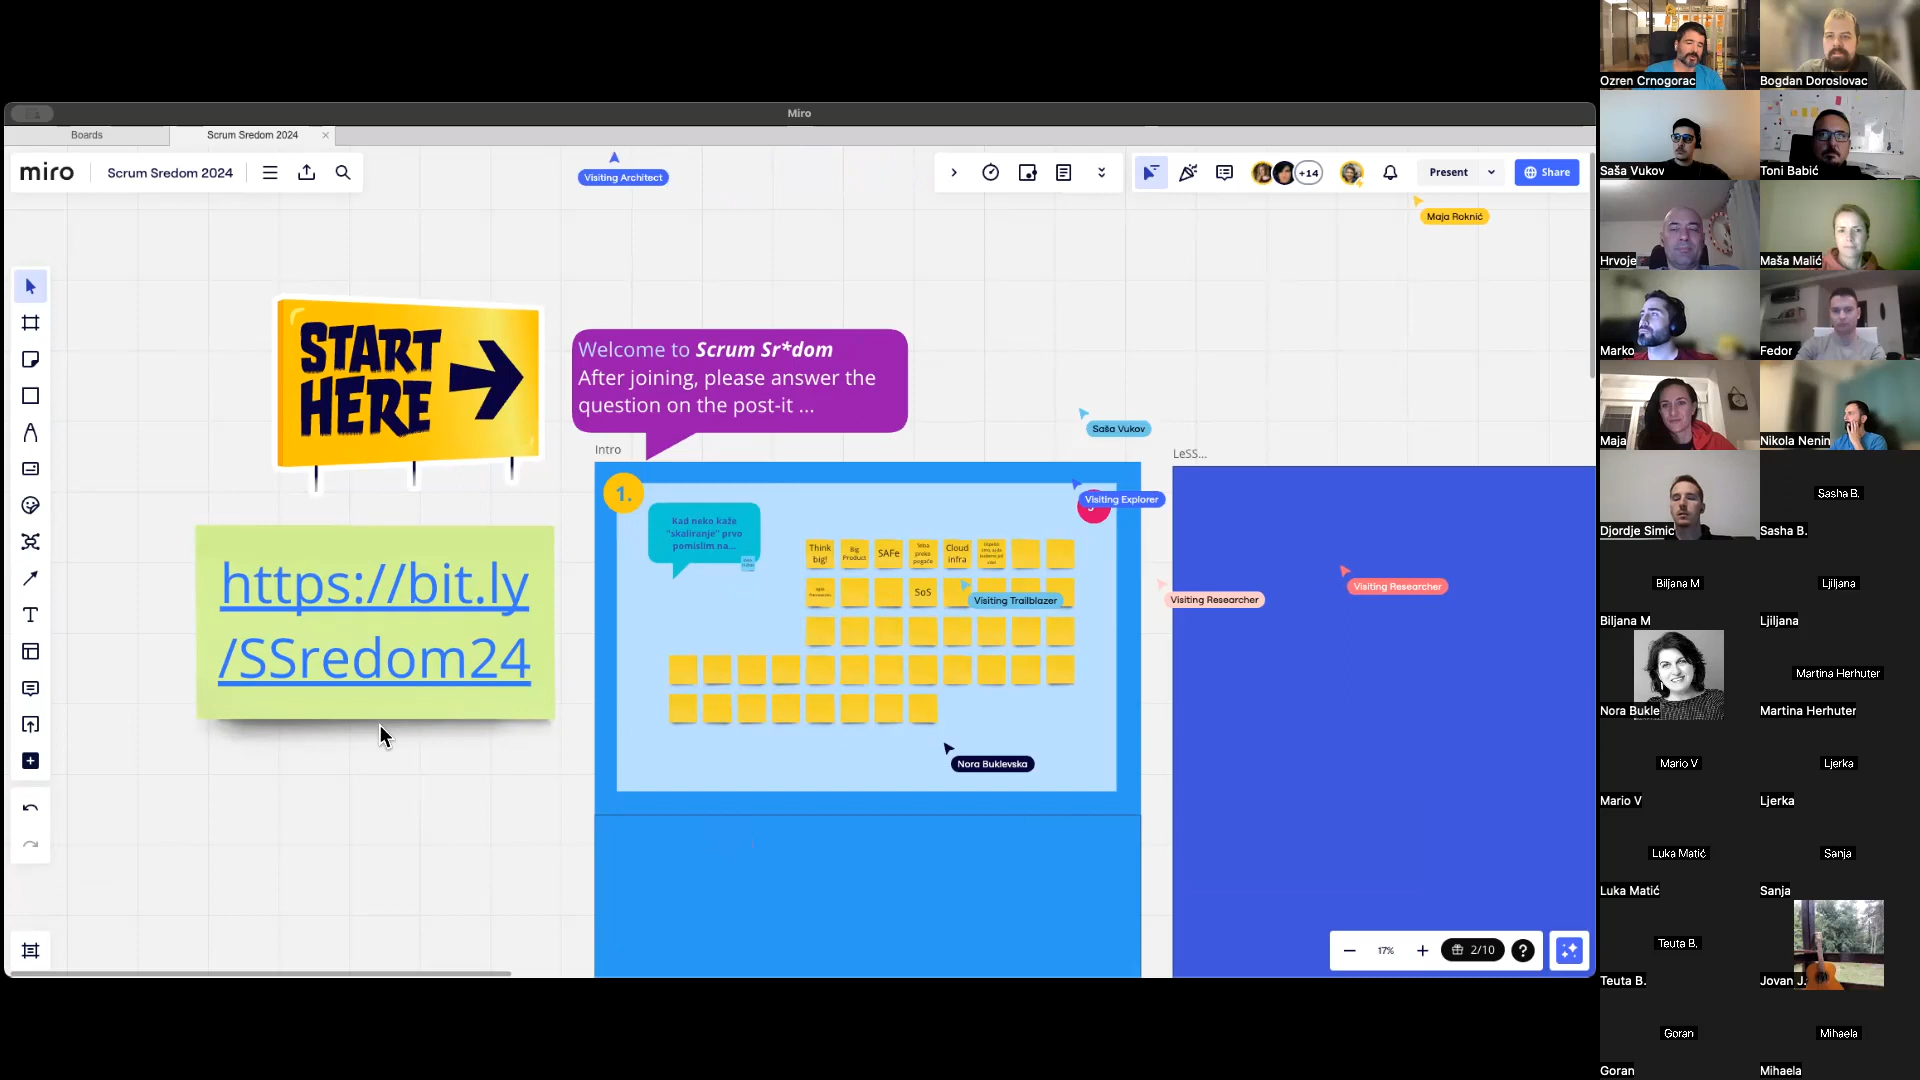 Miro
Boards
Scrum Sredom 2024
miro
Scrum Sredom 2024
Visiting Architect
+14
Present
Share
Maja Roknić
START
HERE
Welcome to Scrum Sr*dom
After joining, please answer the
question on the post-it ...
https://bit.ly
/SSredom24
Intro
1.
Kad neko kaže
"skaliranje" prvo
pomislim na...
Think
big!
Big
Product
SAFe
Cloud
infra
SoS
Saša Vukov
Visiting Explorer
Visiting Trailblazer
Nora Buklevska
LeSS...
Visiting Researcher
Visiting Researcher
17%
2/10
?
Ozren Crnogorac
Bogdan Doroslovac
Saša Vukov
Toni Babić
Hrvoje
Maša Malić
Marko
Fedor
Maja
Nikola Nenin
Djordje Simic
Sasha B.
Sasha B.
Biljana M
Biljana M
Ljiljana
Ljiljana
Nora Bukle
Martina Herhuter
Martina Herhuter
Mario V
Mario V
Ljerka
Ljerka
Luka Matić
Luka Matić
Sanja
Sanja
Teuta B.
Teuta B.
Jovan J.
Goran
Goran
Mihaela
Mihaela